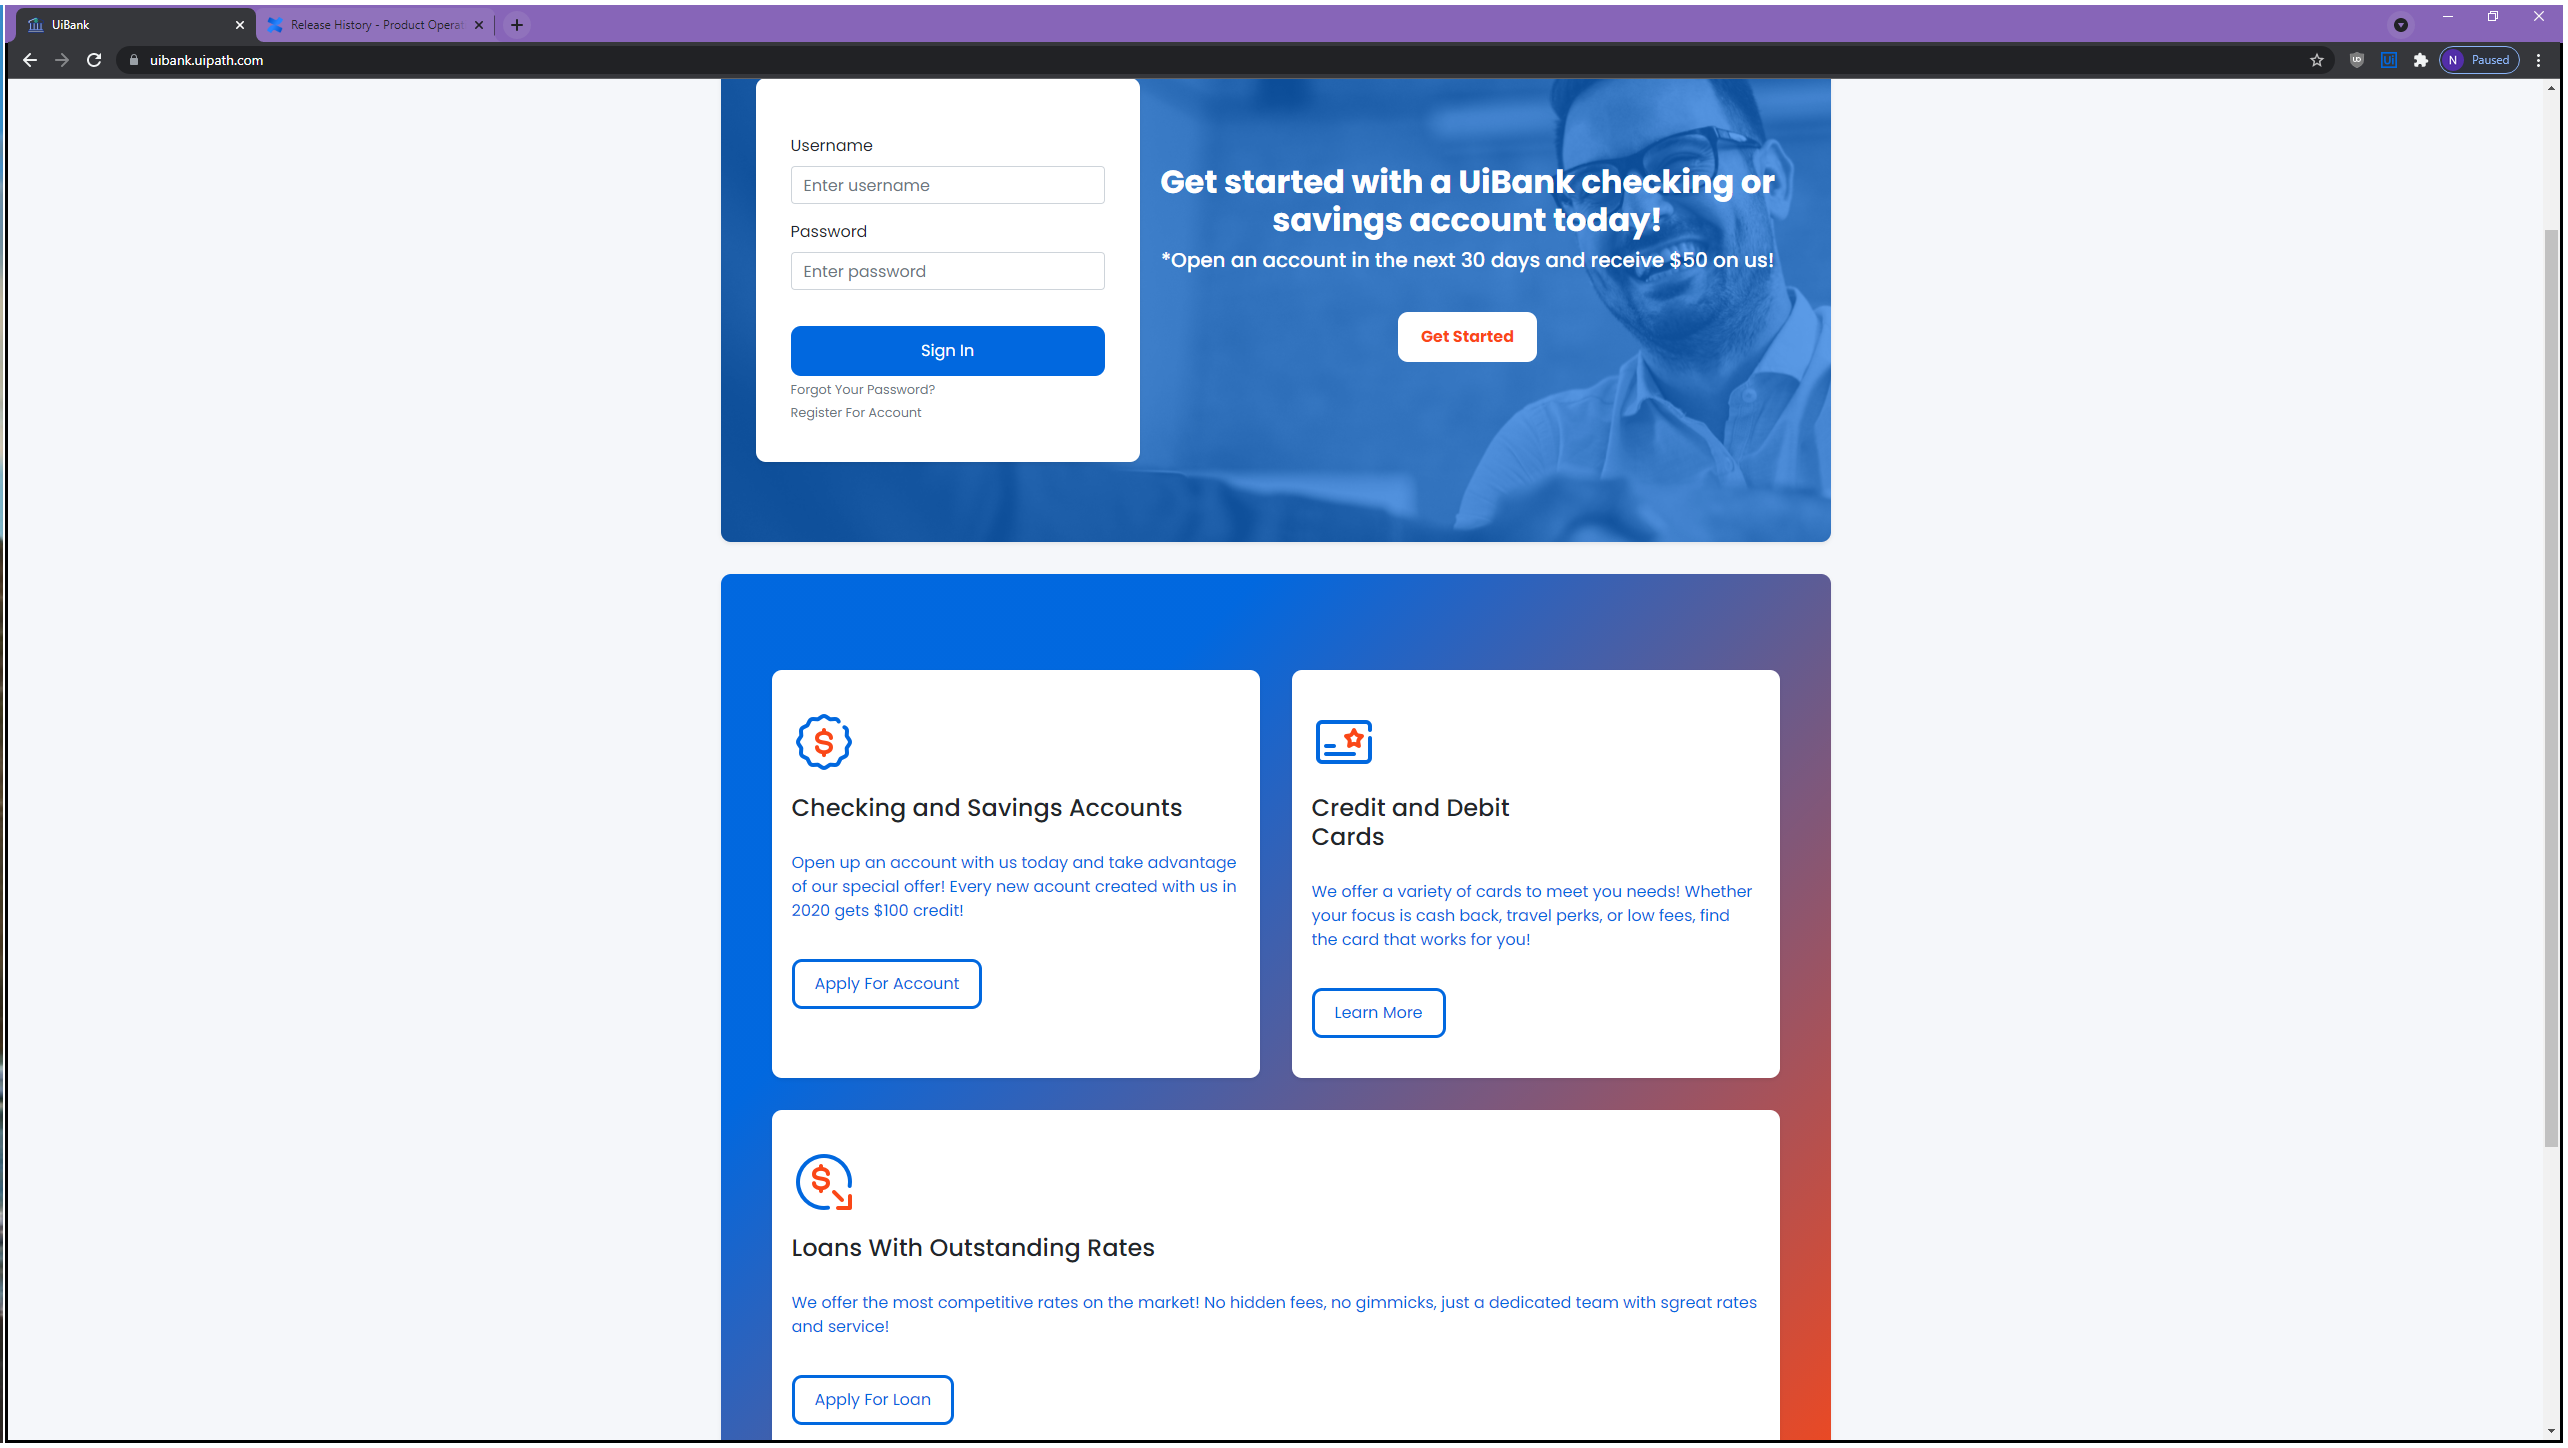 UiBank
Release History - Product Operat
uibank.uipath.com
N Paused
Username
Enter username
Password
Enter password
Sign In
Forgot Your Password?
Register For Account
Get started with a UiBank checking or
savings account today!
*Open an account in the next 30 days and receive $50 on us!
Get Started
Checking and Savings Accounts
Open up an account with us today and take advantage
of our special offer! Every new acount created with us in
2020 gets $100 credit!
Apply For Account
Credit and Debit
Cards
We offer a variety of cards to meet you needs! Whether
your focus is cash back, travel perks, or low fees, find
the card that works for you!
Learn More
Loans With Outstanding Rates
We offer the most competitive rates on the market! No hidden fees, no gimmicks, just a dedicated team with sgreat rates
and service!
Apply For Loan